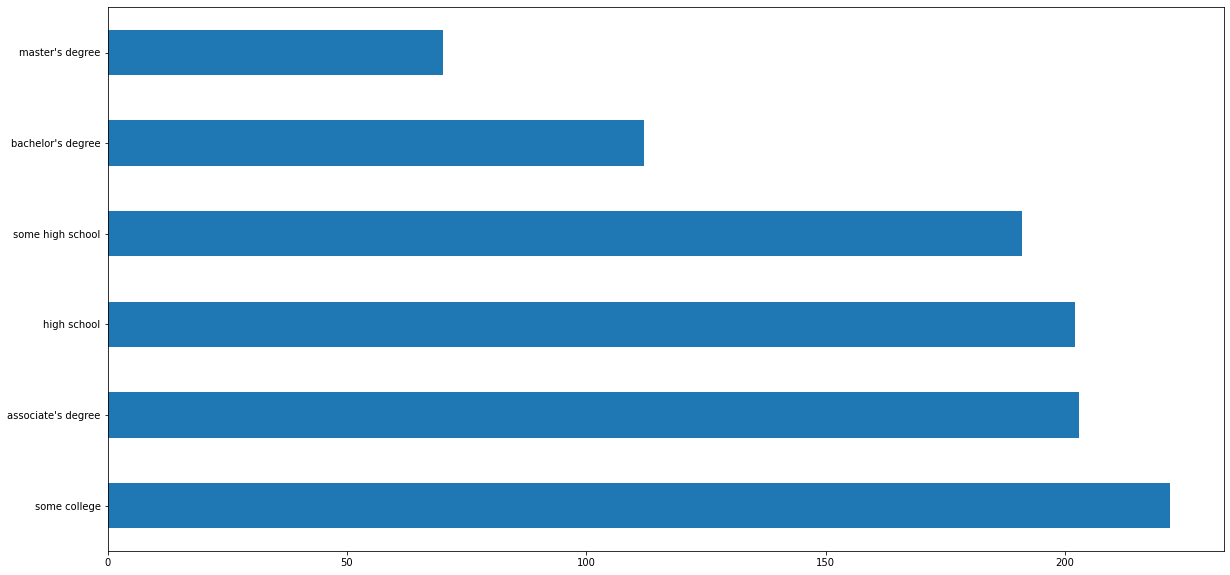 master's degree
bachelor's degree
some high school
high school
associate's degree
some college
0 50 100 150 200